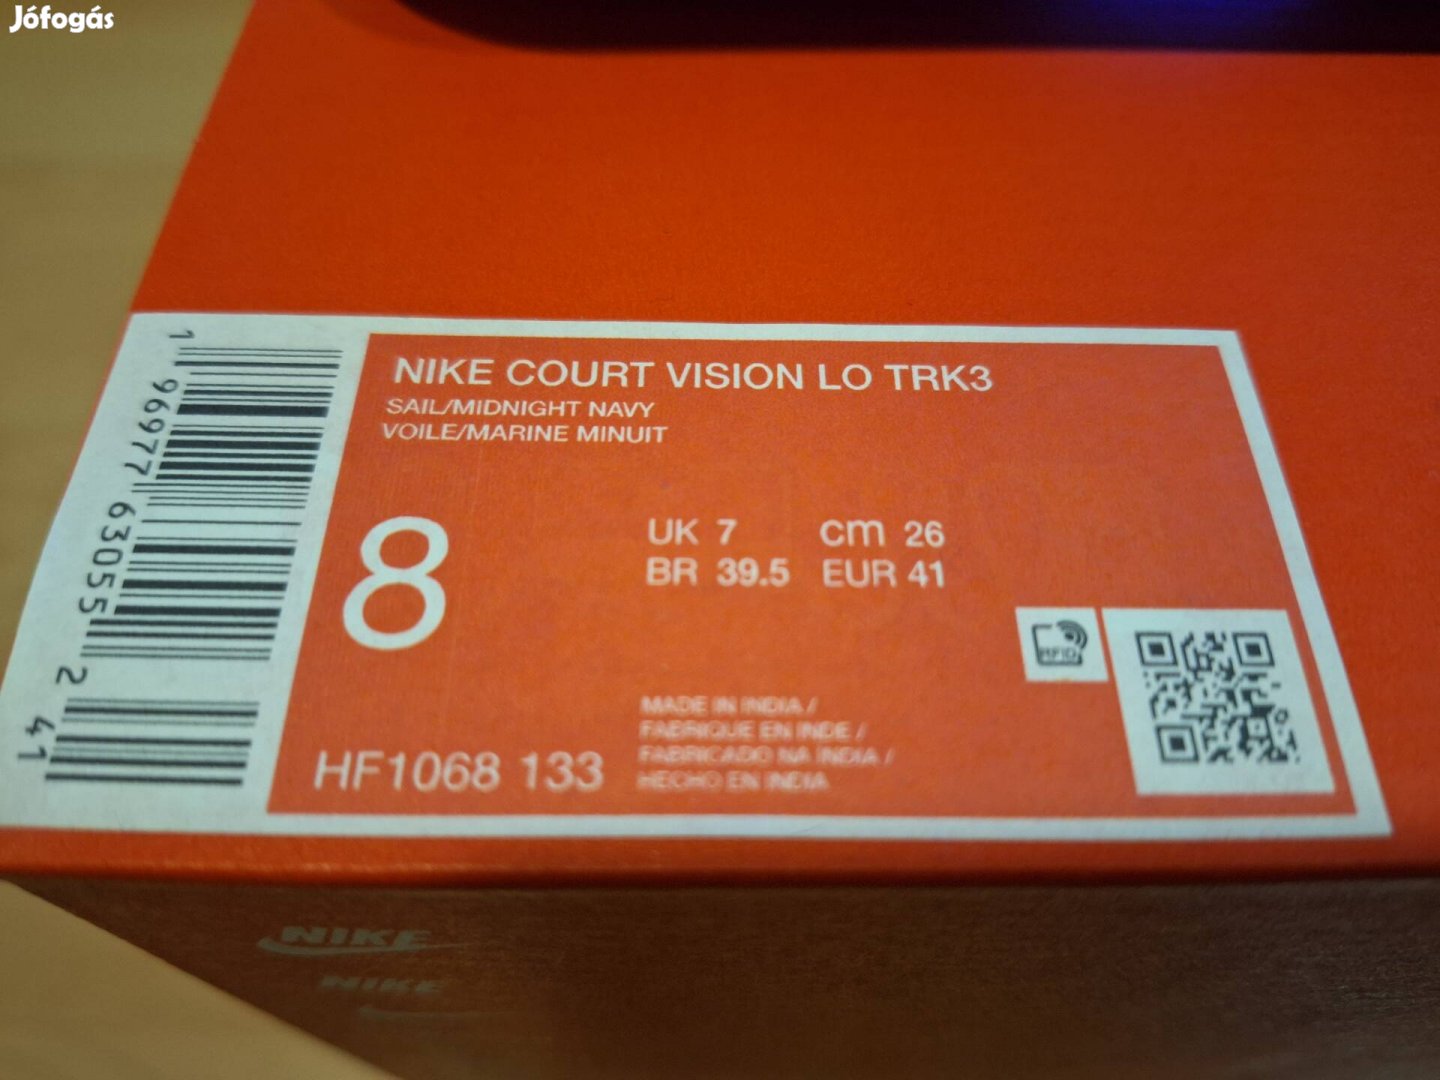 Jófogás
NIKE COURT VISION LO TRK3
SAIL/MIDNIGHT NAVY
VOILE/MARINE MINUIT
8
UK 7 cm 26
BR 39.5 EUR 41
RFID
HF1068 133
MADE IN INDIA /
FABRIQUE EN INDE /
FABRICADO NA INDIA /
HECHO EN INDIA
1 96977 63055 2
41
NIKE
NIKE